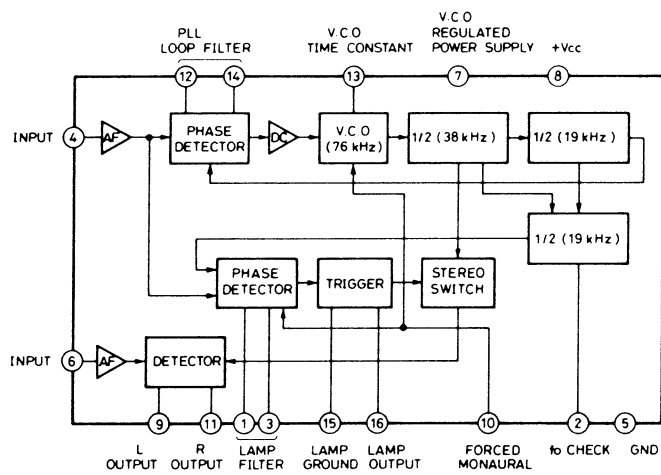 PLL
LOOP FILTER
V.C.O
TIME CONSTANT
V.C.O
REGULATED
POWER SUPPLY
+Vcc
12
14
13
7
8
INPUT
4
AF
PHASE
DETECTOR
DC
V.C.O
(76 kHz)
1/2 (38 kHz)
1/2 (19 kHz)
1/2 (19 kHz)
PHASE
DETECTOR
TRIGGER
STEREO
SWITCH
INPUT
6
AF
DETECTOR
9
11
1
3
15
16
10
2
5
L
OUTPUT
R
OUTPUT
LAMP
FILTER
LAMP
GROUND
LAMP
OUTPUT
FORCED
MONAURAL
fo CHECK
GND